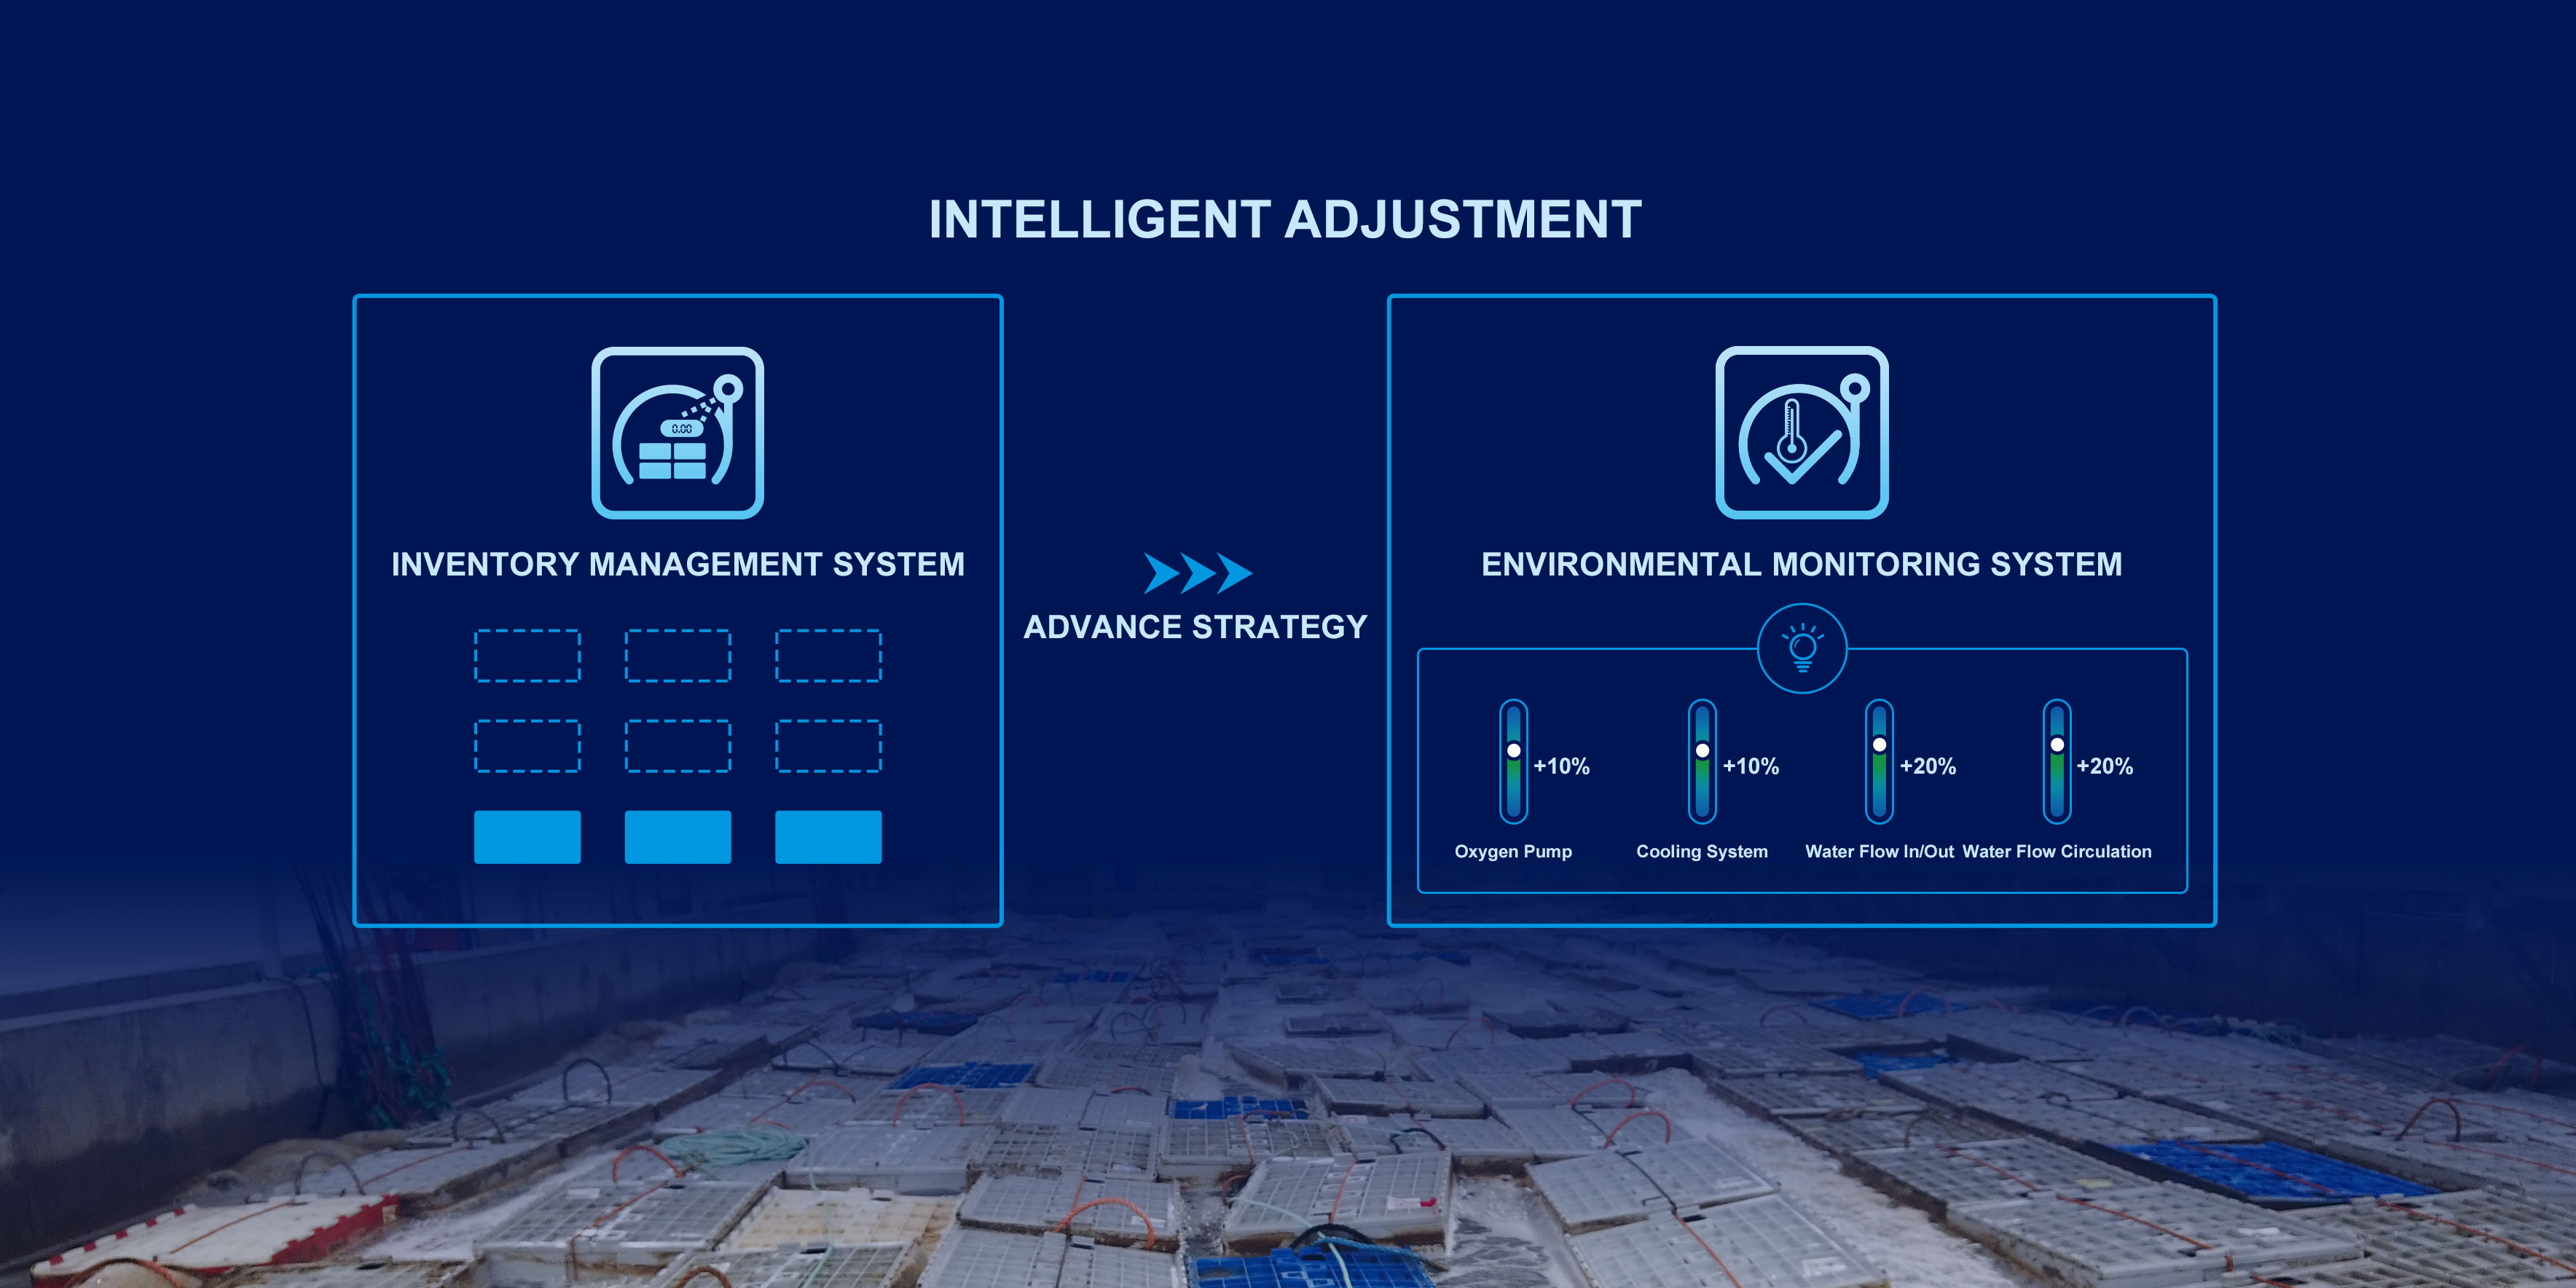 INTELLIGENT ADJUSTMENT
0.00
INVENTORY MANAGEMENT SYSTEM
ADVANCE STRATEGY
ENVIRONMENTAL MONITORING SYSTEM
+10% +10% +20% +20%
Oxygen Pump Cooling System Water Flow In/Out Water Flow Circulation